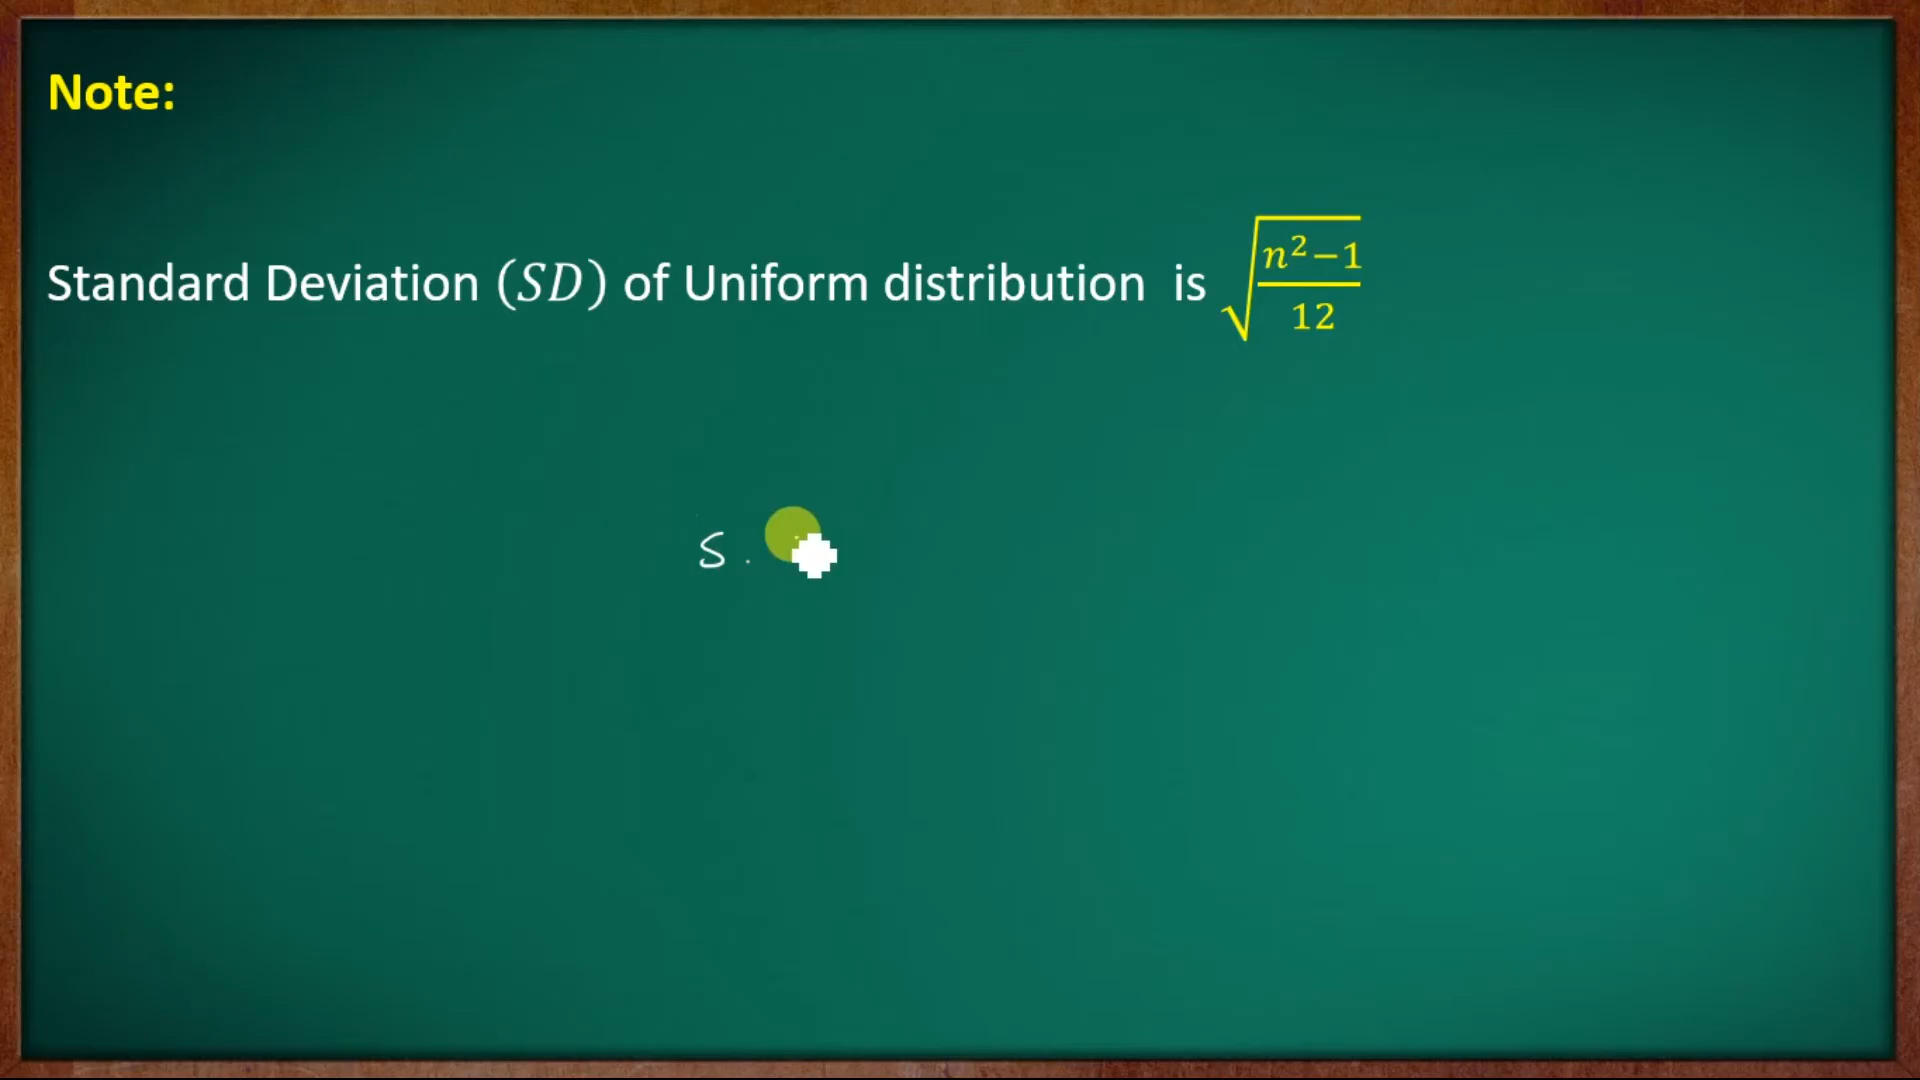 Note:
Standard Deviation (SD) of Uniform distribution is √((n²−1)/12)
S .